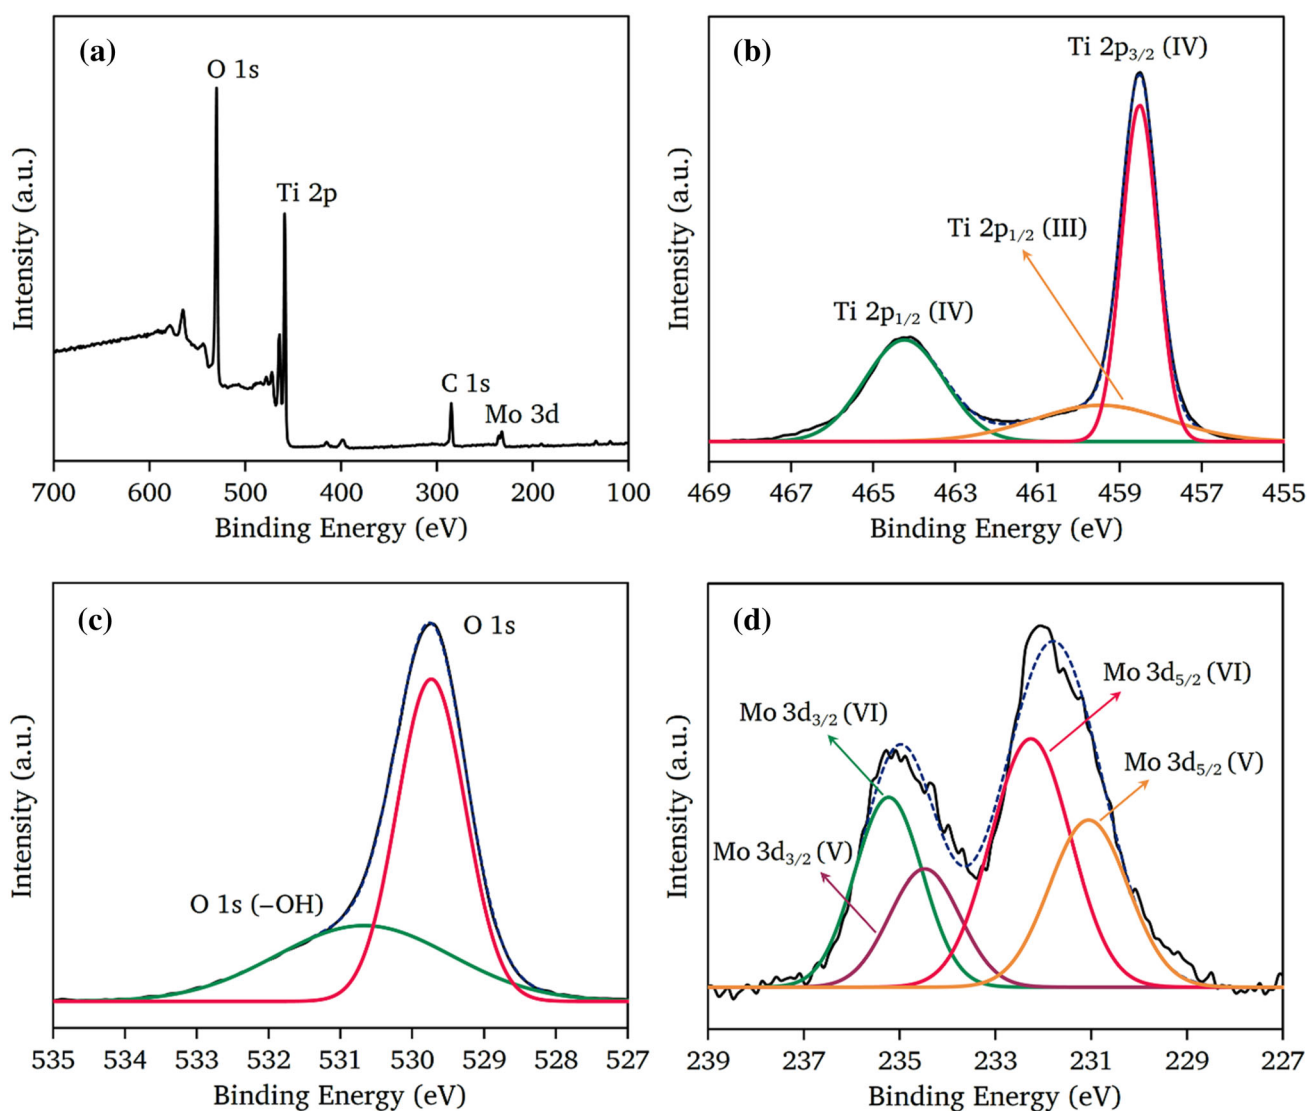 (a)
O 1s
Ti 2p
C 1s
Mo 3d
Intensity (a.u.)
700 600 500 400 300 200 100
Binding Energy (eV)
(b)
Ti 2p3/2 (IV)
Ti 2p1/2 (III)
Ti 2p1/2 (IV)
Intensity (a.u.)
469 467 465 463 461 459 457 455
Binding Energy (eV)
(c)
O 1s
O 1s (–OH)
Intensity (a.u.)
535 534 533 532 531 530 529 528 527
Binding Energy (eV)
(d)
Mo 3d5/2 (VI)
Mo 3d3/2 (VI)
Mo 3d5/2 (V)
Mo 3d3/2 (V)
Intensity (a.u.)
239 237 235 233 231 229 227
Binding Energy (eV)